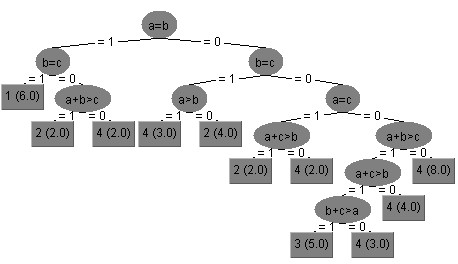 a=b
= 1 = 0
b=c b=c
= 1 = 0 = 1 = 0
1 (6.0) a+b>c a>b a=c
= 1 = 0 = 1 = 0 = 1 = 0
2 (2.0) 4 (2.0) 4 (3.0) 2 (4.0) a+c>b a+b>c
= 1 = 0 = 1 = 0
2 (2.0) 4 (2.0) a+c>b 4 (8.0)
= 1 = 0
b+c>a 4 (4.0)
= 1 = 0
3 (5.0) 4 (3.0)